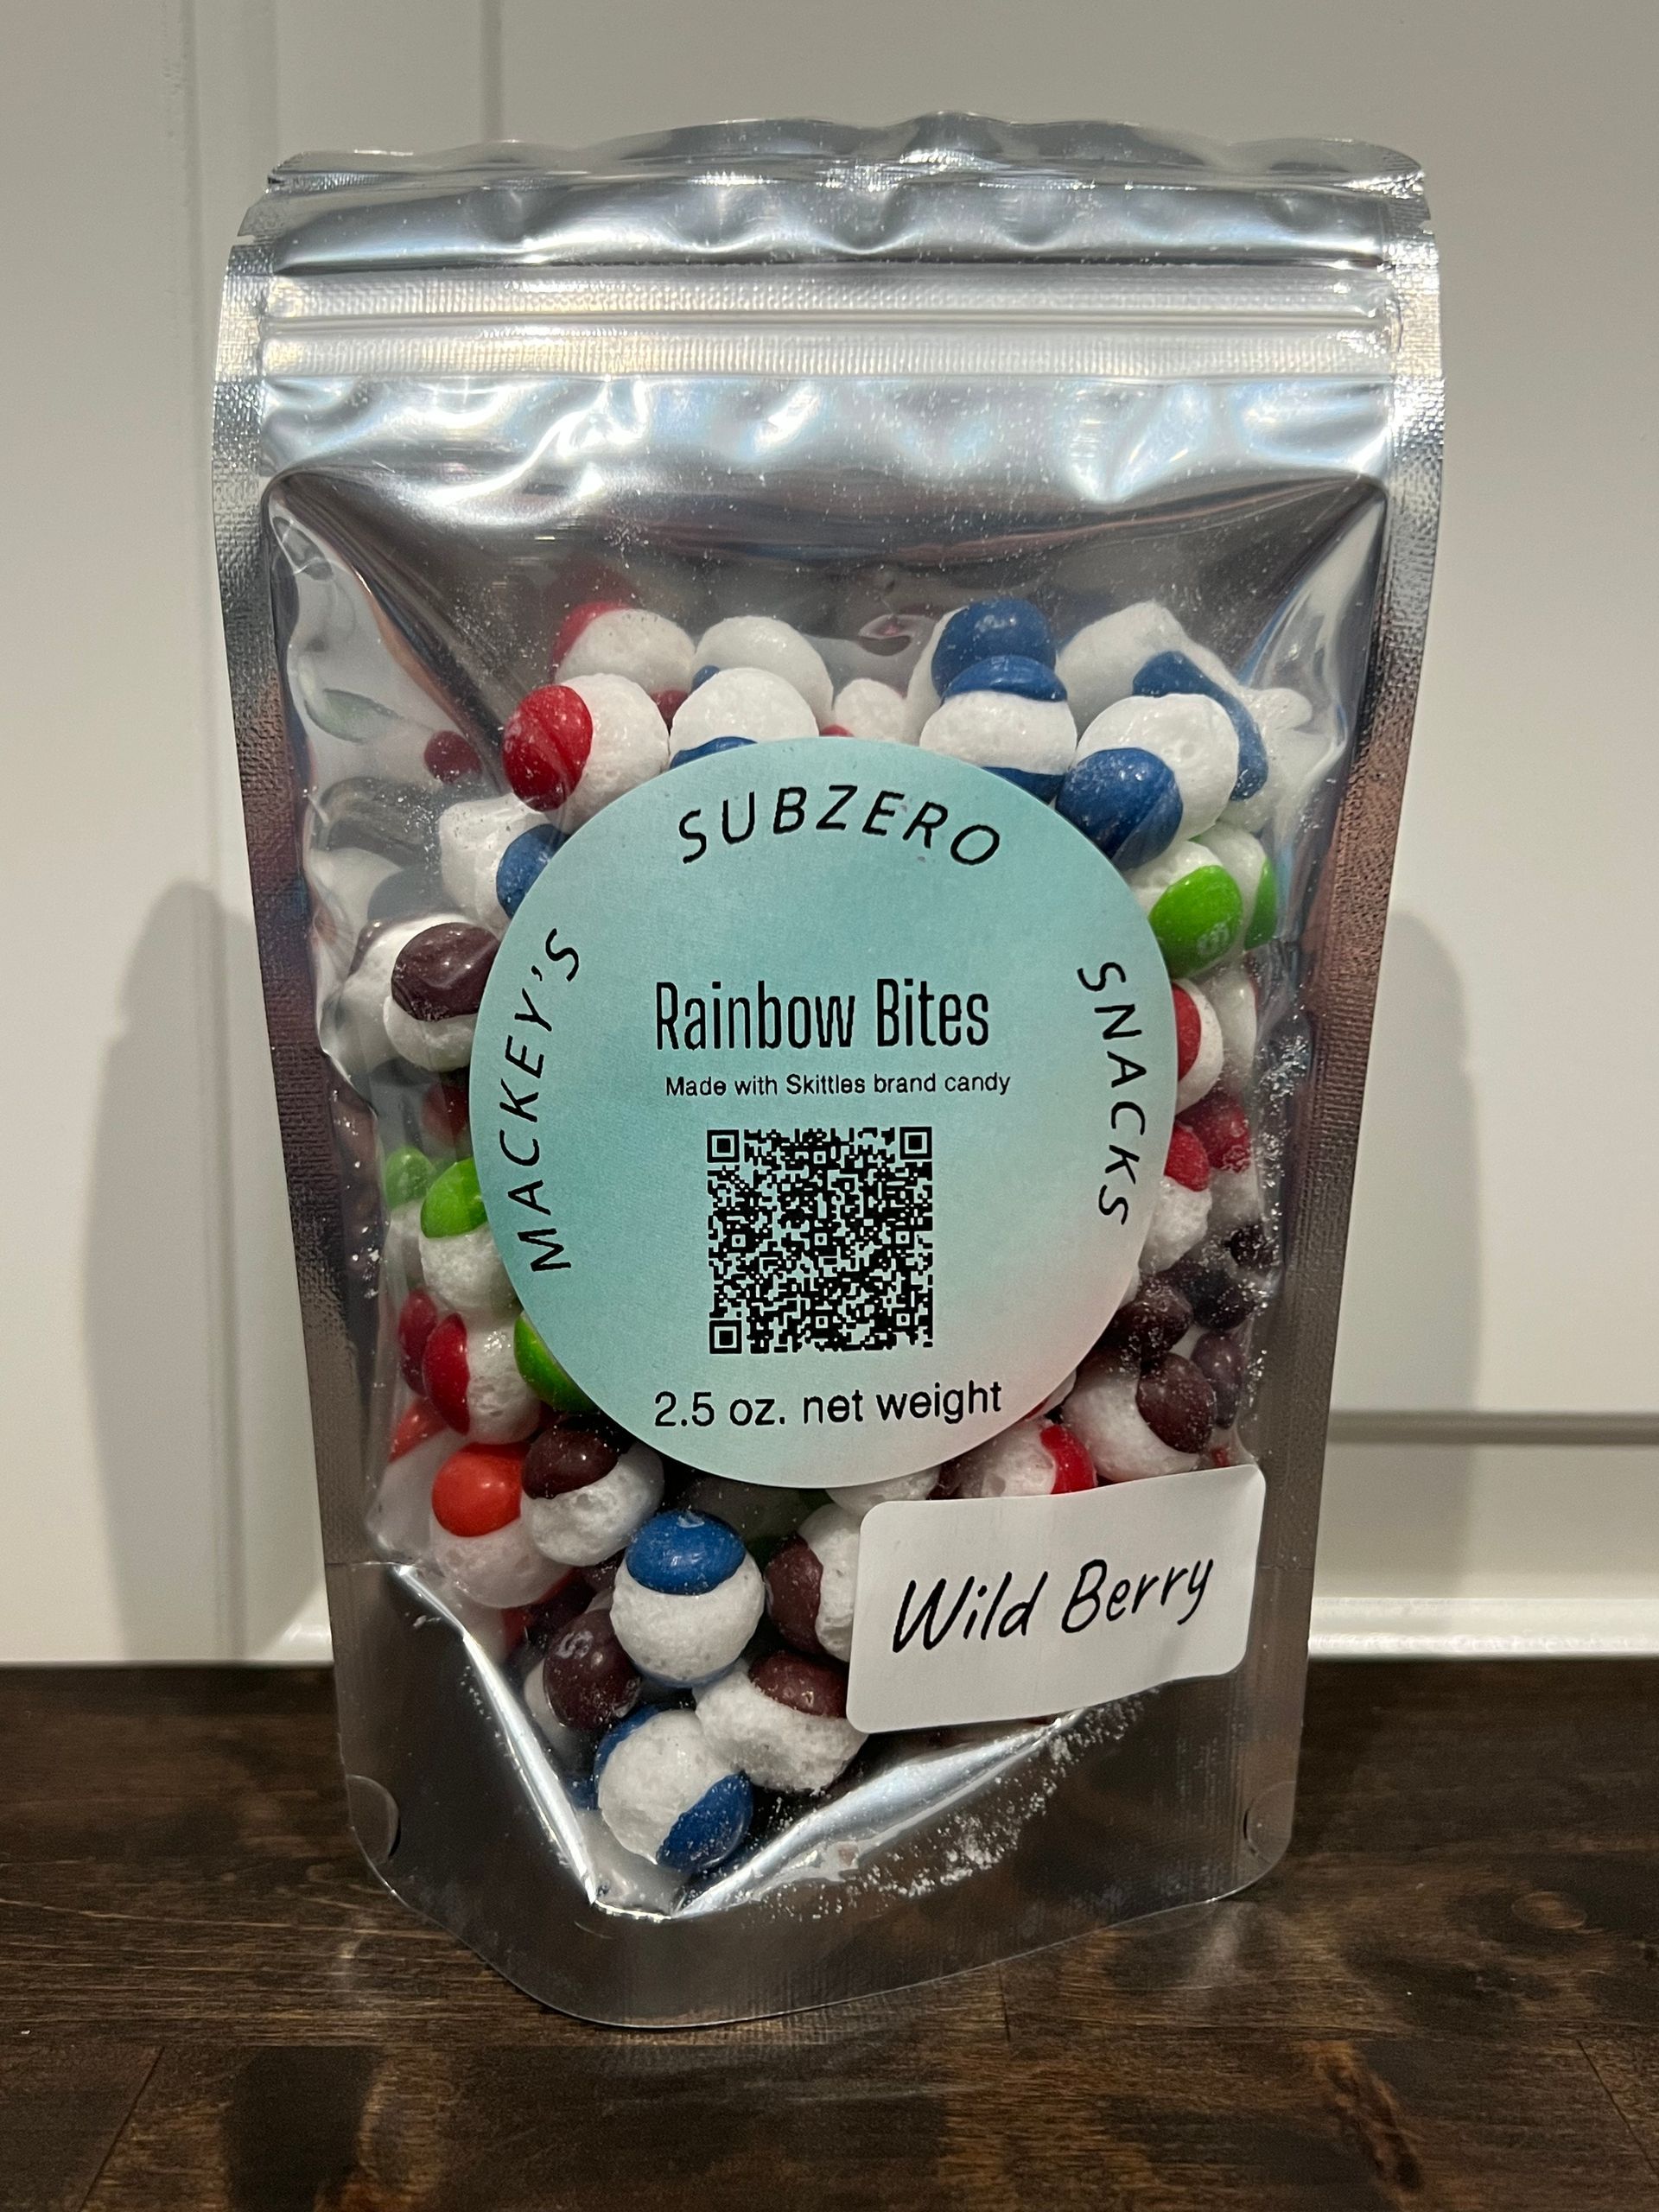 MACKEY'S
SUBZERO
SNACKS
Rainbow Bites
Made with Skittles brand candy
2.5 oz. net weight
Wild Berry